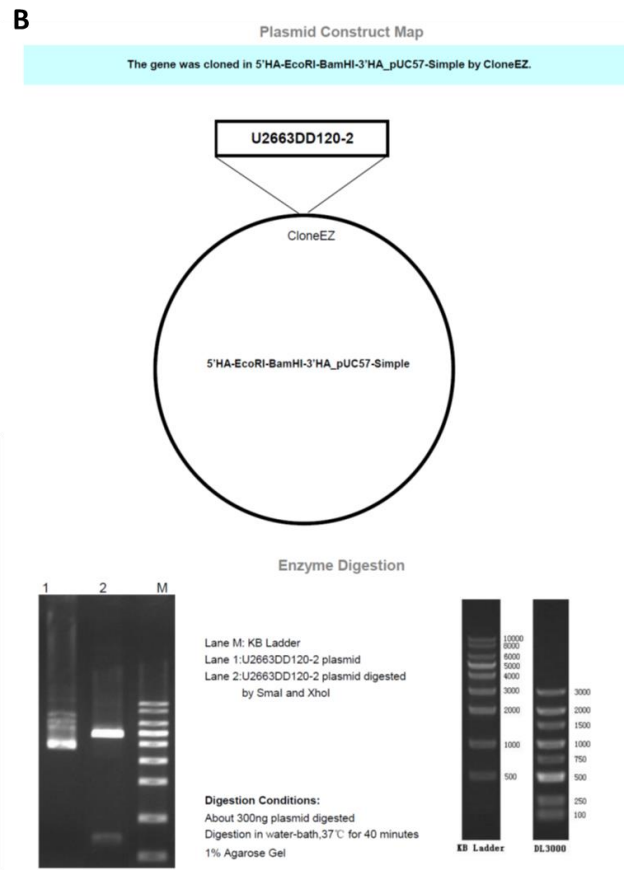 B
Plasmid Construct Map
The gene was cloned in 5'HA-EcoRI-BamHI-3'HA_pUC57-Simple by CloneEZ.
U2663DD120-2
CloneEZ
5'HA-EcoRI-BamHI-3'HA_pUC57-Simple
Enzyme Digestion
1 2 M
Lane M: KB Ladder
Lane 1:U2663DD120-2 plasmid
Lane 2:U2663DD120-2 plasmid digested
by SmaI and XhoI
Digestion Conditions:
About 300ng plasmid digested
Digestion in water-bath,37℃ for 40 minutes
1% Agarose Gel
10000
8000
6000
5000
4000
3000
2000
1000
500
KB Ladder
3000
2000
1500
1000
750
500
250
100
DL3000